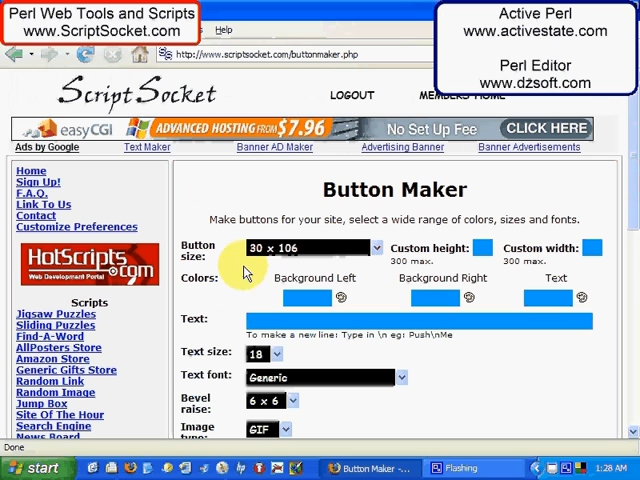 Perl Web Tools and Scripts
www.ScriptSocket.com
Help
Active Perl
www.activestate.com
Perl Editor
www.dzsoft.com
http://www.scriptsocket.com/buttonmaker.php
ScriptSocket
LOGOUT
MEMBERS HOME
easyCGI
ADVANCED HOSTING FROM $7.96
No Set Up Fee
CLICK HERE
Ads by Google
Text Maker
Banner AD Maker
Advertising Banner
Banner Advertisements
Home
Sign Up!
F.A.Q.
Link To Us
Contact
Customize Preferences
HotScripts.com
Web Development Portal
Scripts
Jigsaw Puzzles
Sliding Puzzles
Find-A-Word
AllPosters Store
Amazon Store
Generic Gifts Store
Random Link
Random Image
Jump Box
Site Of The Hour
Search Engine
News Board
Button Maker
Make buttons for your site, select a wide range of colors, sizes and fonts.
Button size:
30 x 106
Custom height:
300 max.
Custom width:
300 max.
Colors:
Background Left
Background Right
Text
Text:
To make a new line: Type in \n eg: Push\nMe
Text size:
18
Text font:
Generic
Bevel raise:
6 x 6
Image type:
GIF
Done
start
Button Maker -...
Flashing
1:28 AM